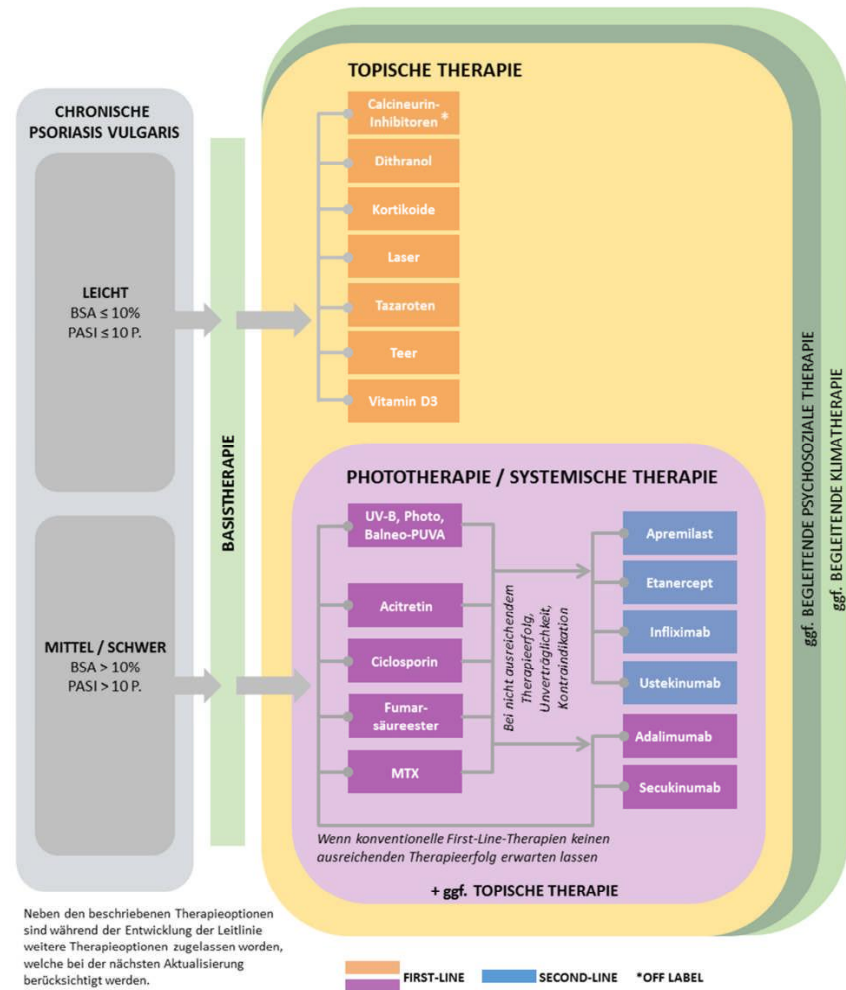 CHRONISCHE
PSORIASIS VULGARIS
LEICHT
BSA ≤ 10%
PASI ≤ 10 P.
MITTEL / SCHWER
BSA > 10%
PASI > 10 P.
BASISTHERAPIE
TOPISCHE THERAPIE
Calcineurin-
Inhibitoren *
Dithranol
Kortikoide
Laser
Tazaroten
Teer
Vitamin D3
PHOTOTHERAPIE / SYSTEMISCHE THERAPIE
UV-B, Photo,
Balneo-PUVA
Acitretin
Ciclosporin
Fumar-
säureester
MTX
Bei nicht ausreichendem
Therapieerfolg,
Unverträglichkeit,
Kontraindikation
Apremilast
Etanercept
Infliximab
Ustekinumab
Adalimumab
Secukinumab
Wenn konventionelle First-Line-Therapien keinen
ausreichenden Therapieerfolg erwarten lassen
+ ggf. TOPISCHE THERAPIE
ggf. BEGLEITENDE PSYCHOSOZIALE THERAPIE
ggf. BEGLEITENDE KLIMATHERAPIE
Neben den beschriebenen Therapieoptionen
sind während der Entwicklung der Leitlinie
weitere Therapieoptionen zugelassen worden,
welche bei der nächsten Aktualisierung
berücksichtigt werden.
FIRST-LINE
SECOND-LINE
*OFF LABEL